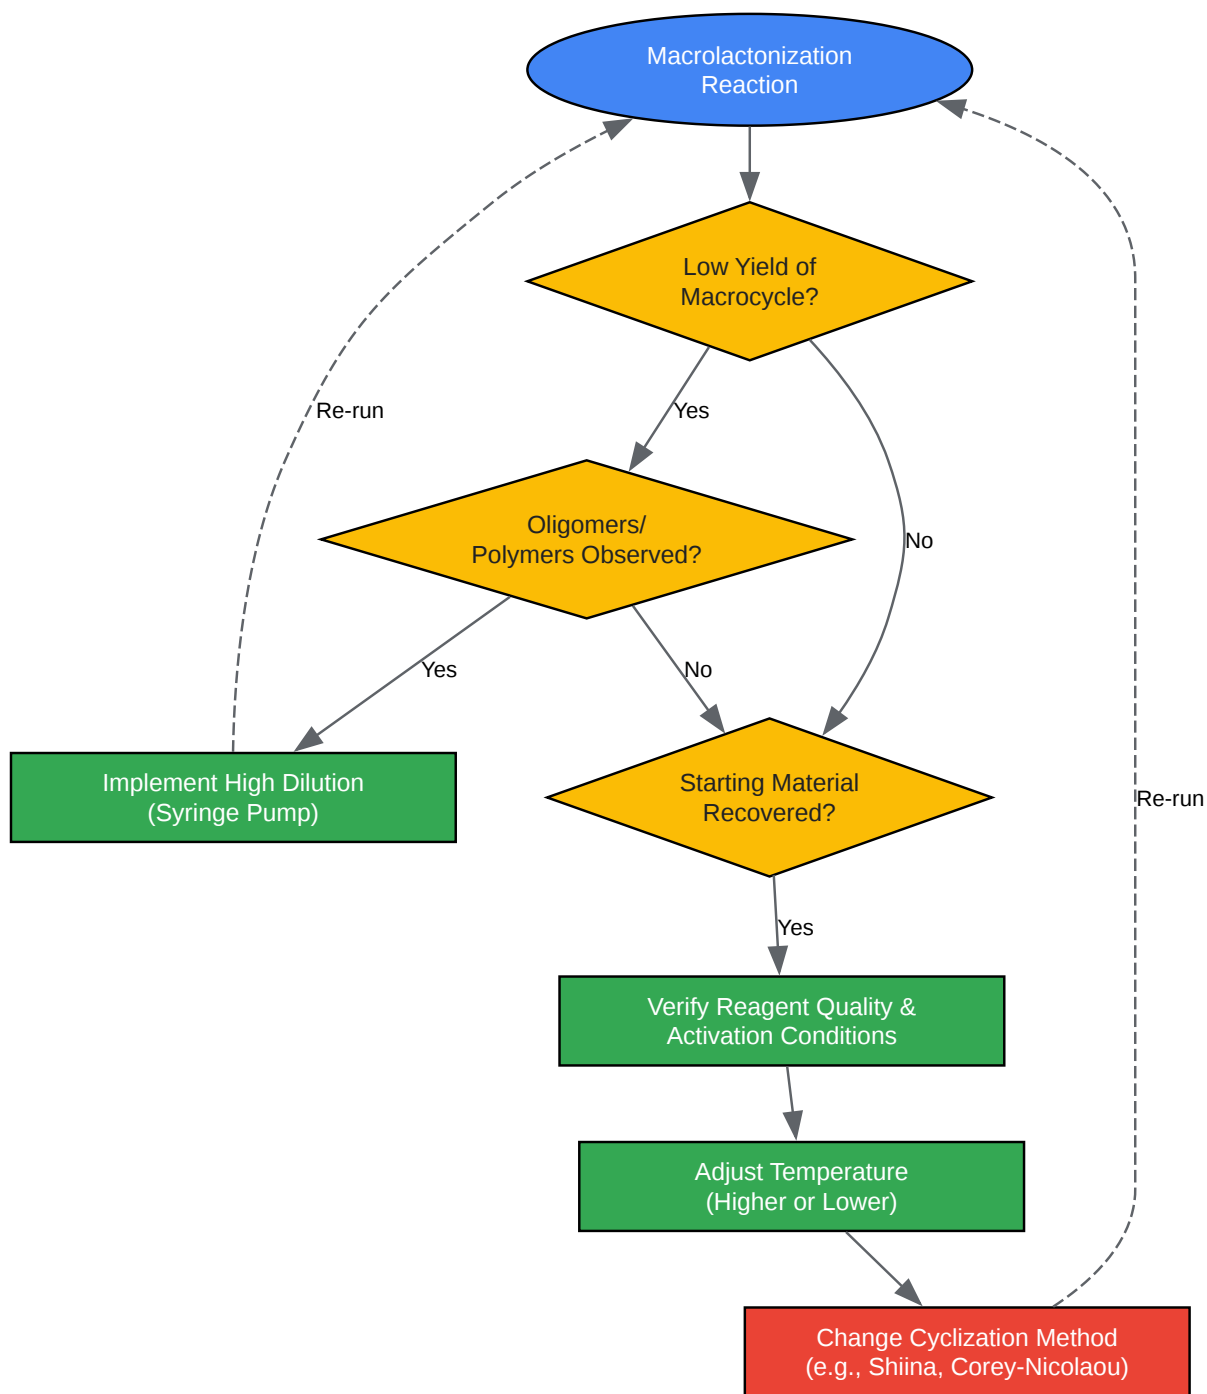 Macrolactonization
Reaction
Low Yield of
Macrocycle?
Re-run
Yes
Oligomers/
Polymers Observed?
No
Yes
No
Implement High Dilution
(Syringe Pump)
Starting Material
Recovered?
Re-run
Yes
Verify Reagent Quality &
Activation Conditions
Adjust Temperature
(Higher or Lower)
Change Cyclization Method
(e.g., Shiina, Corey-Nicolaou)